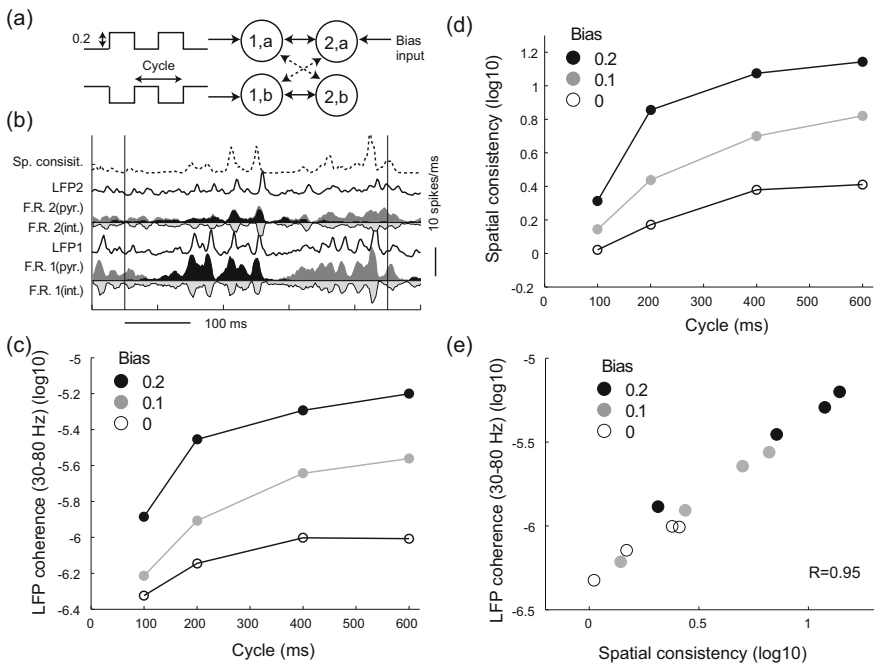 (a)
0.2
Cycle
1,a
2,a
1,b
2,b
Bias
input
(b)
Sp. consisit.
LFP2
F.R. 2(pyr.)
F.R. 2(int.)
LFP1
F.R. 1(pyr.)
F.R. 1(int.)
10 spikes/ms
100 ms
(c)
Bias
0.2
0.1
0
LFP coherence (30-80 Hz) (log10)
-5
-5.2
-5.4
-5.6
-5.8
-6
-6.2
-6.4
0 100 200 300 400 500 600
Cycle (ms)
(d)
Bias
0.2
0.1
0
Spatial consistency (log10)
1.2
1.0
0.8
0.6
0.4
0.2
0
-0.2
0 100 200 300 400 500 600
Cycle (ms)
(e)
Bias
0.2
0.1
0
LFP coherence (30-80 Hz) (log10)
-5
-5.5
-6
-6.5
R=0.95
0 0.5 1
Spatial consistency (log10)